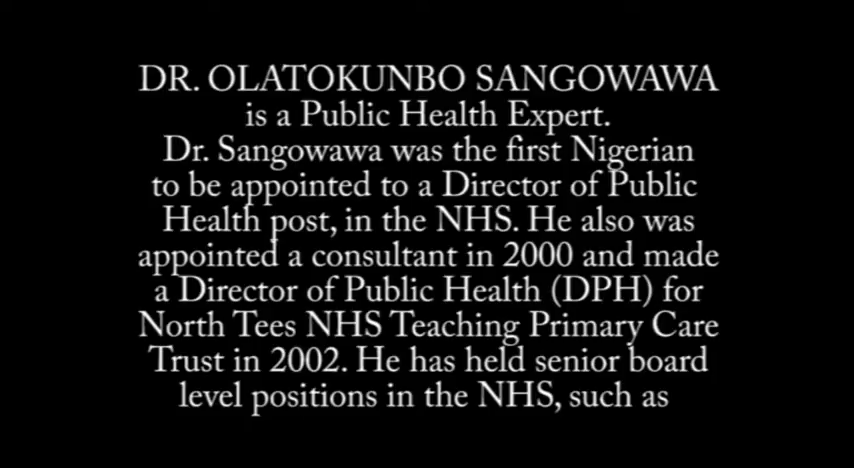 DR. OLATOKUNBO SANGOWAWA
is a Public Health Expert.
Dr. Sangowawa was the first Nigerian
to be appointed to a Director of Public
Health post, in the NHS. He also was
appointed a consultant in 2000 and made
a Director of Public Health (DPH) for
North Tees NHS Teaching Primary Care
Trust in 2002. He has held senior board
level positions in the NHS, such as